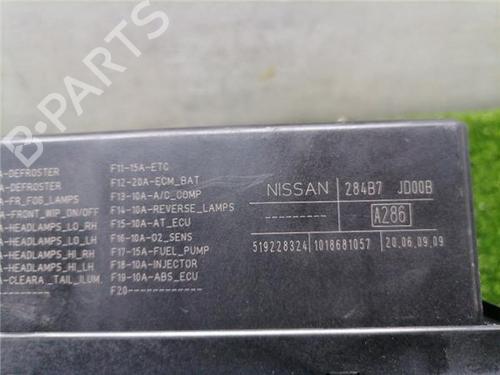 A-DEFROSTER
A-DEFROSTER
A-FR_FOG_LAMPS
A-FRONT_WIP_ON/OFF
A-HEADLAMPS_LO_RH
A-HEADLAMPS_LO_LH
A-HEADLAMPS_HI_RH
A-HEADLAMPS_HI_LH
A-CLEARA._TAIL_ILUM.
F11-15A-ETC
F12-20A-ECM_BAT
F13-10A-A/C_COMP
F14-10A-REVERSE_LAMPS
F15-10A-AT_ECU
F16-10A-O2_SENS
F17-15A-FUEL_PUMP
F18-10A-INJECTOR
F19-10A-ABS_ECU
F20---------
NISSAN 284B7 JD00B
A286
519228324 1018681057 20.06.09.09
B-PARTS